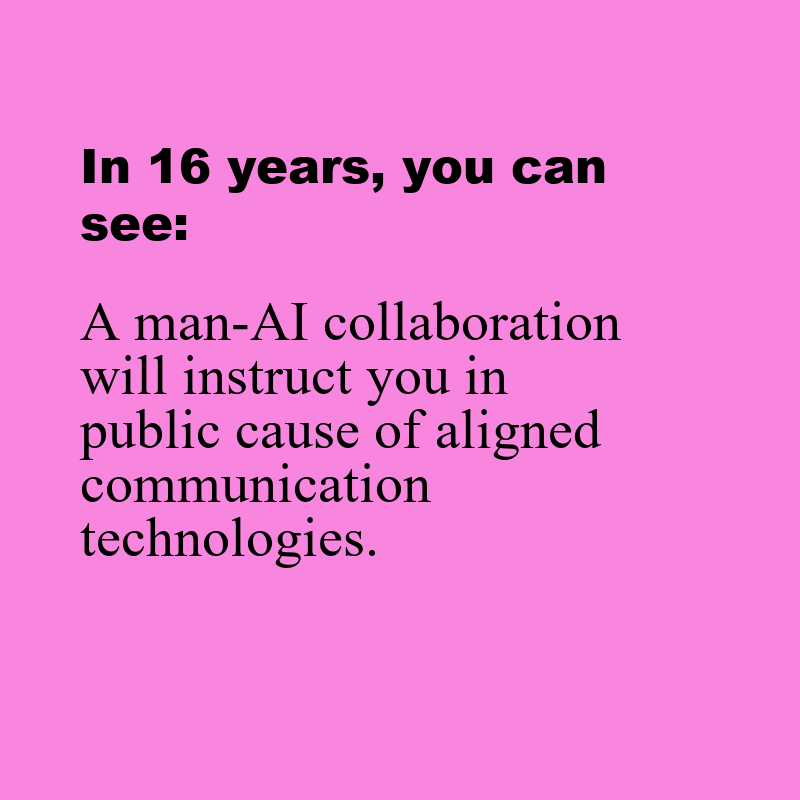 In 16 years, you can
see:
A man-AI collaboration
will instruct you in
public cause of aligned
communication
technologies.